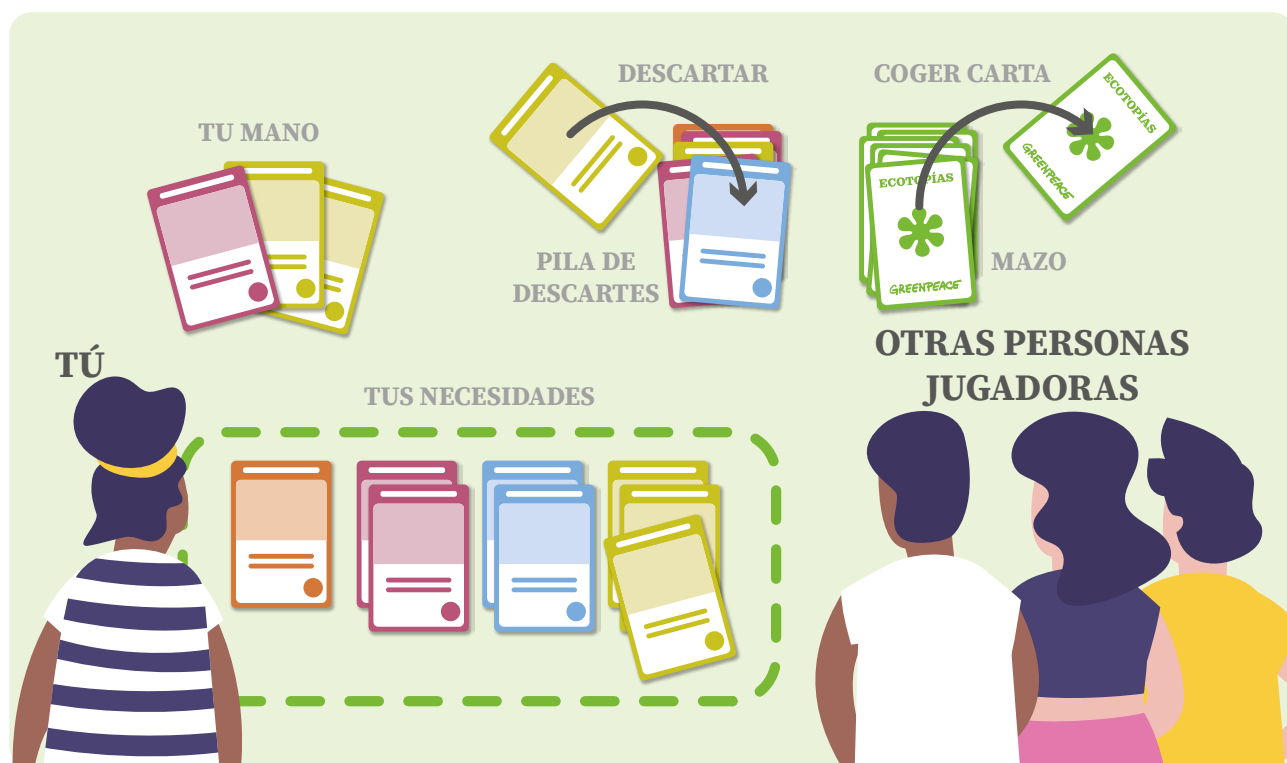 DESCARTAR
COGER CARTA
TU MANO
ECOTOPÍAS
GREENPEACE
ECOTOPÍAS
GREENPEACE
PILA DE
DESCARTES
MAZO
TÚ
OTRAS PERSONAS
JUGADORAS
TUS NECESIDADES